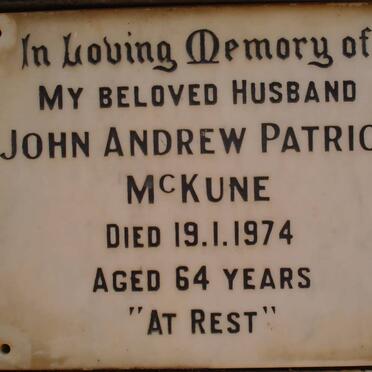 In Loving Memory of
MY BELOVED HUSBAND
JOHN ANDREW PATRIC
McKUNE
DIED 19.1.1974
AGED 64 YEARS
"AT REST"